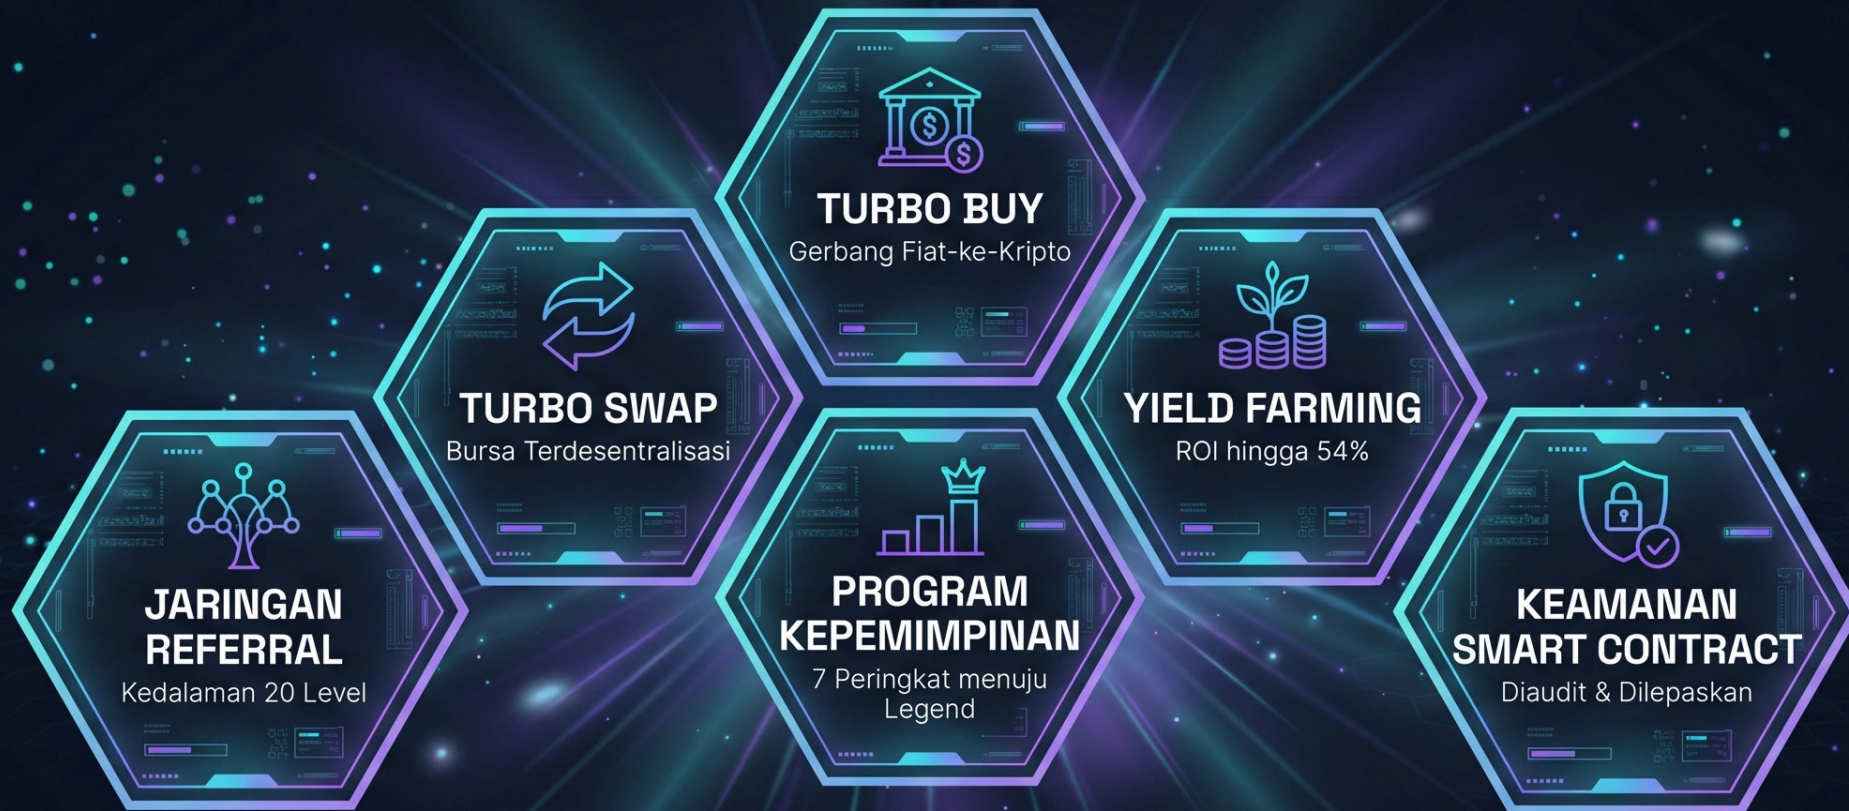 TURBO BUY
Gerbang Fiat-ke-Kripto
TURBO SWAP
Bursa Terdesentralisasi
YIELD FARMING
ROI hingga 54%
JARINGAN
REFERRAL
Kedalaman 20 Level
PROGRAM
KEPEMIMPINAN
7 Peringkat menuju
Legend
KEAMANAN
SMART CONTRACT
Diaudit & Dilepaskan